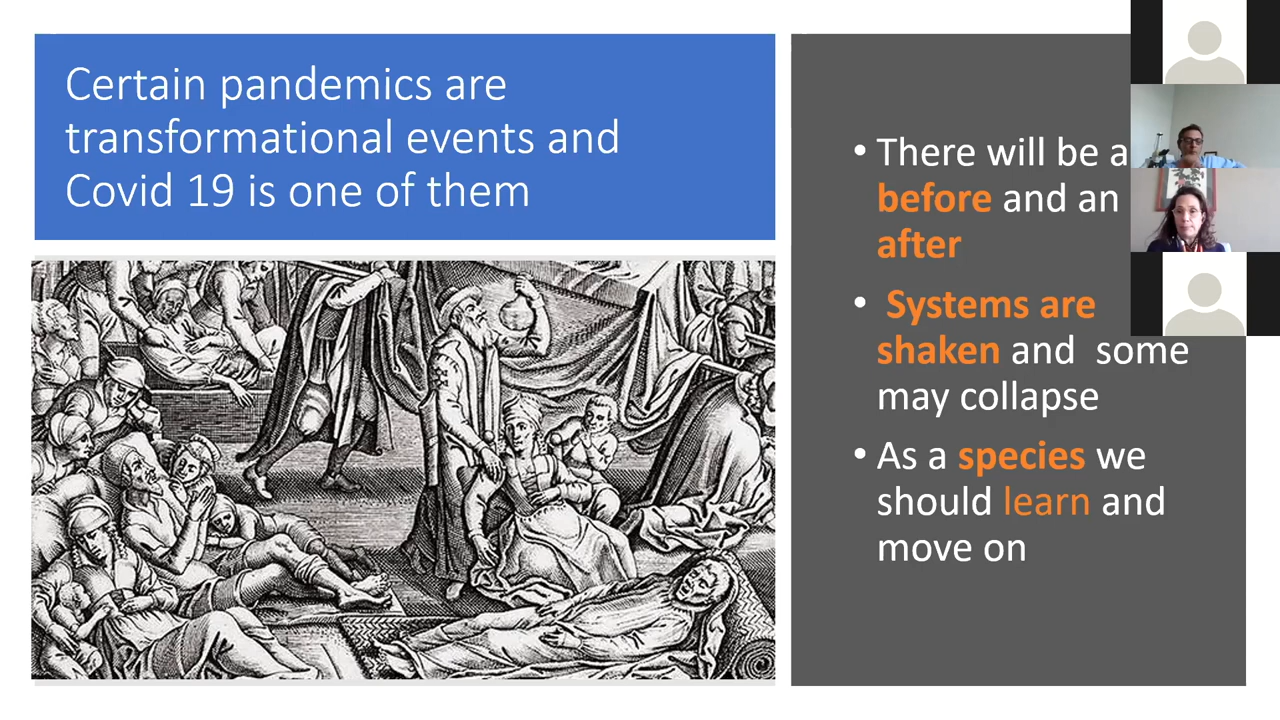 Certain pandemics are
transformational events and
Covid 19 is one of them
• There will be a
before and an
after
• Systems are
shaken and some
may collapse
• As a species we
should learn and
move on